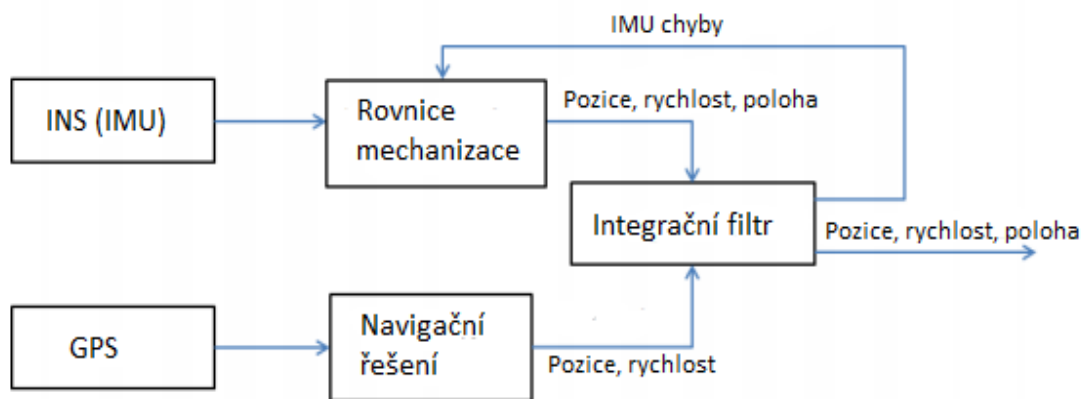 IMU chyby
INS (IMU)
Rovnice
mechanizace
Pozice, rychlost, poloha
Integrační filtr
Pozice, rychlost, poloha
GPS
Navigační
řešení
Pozice, rychlost